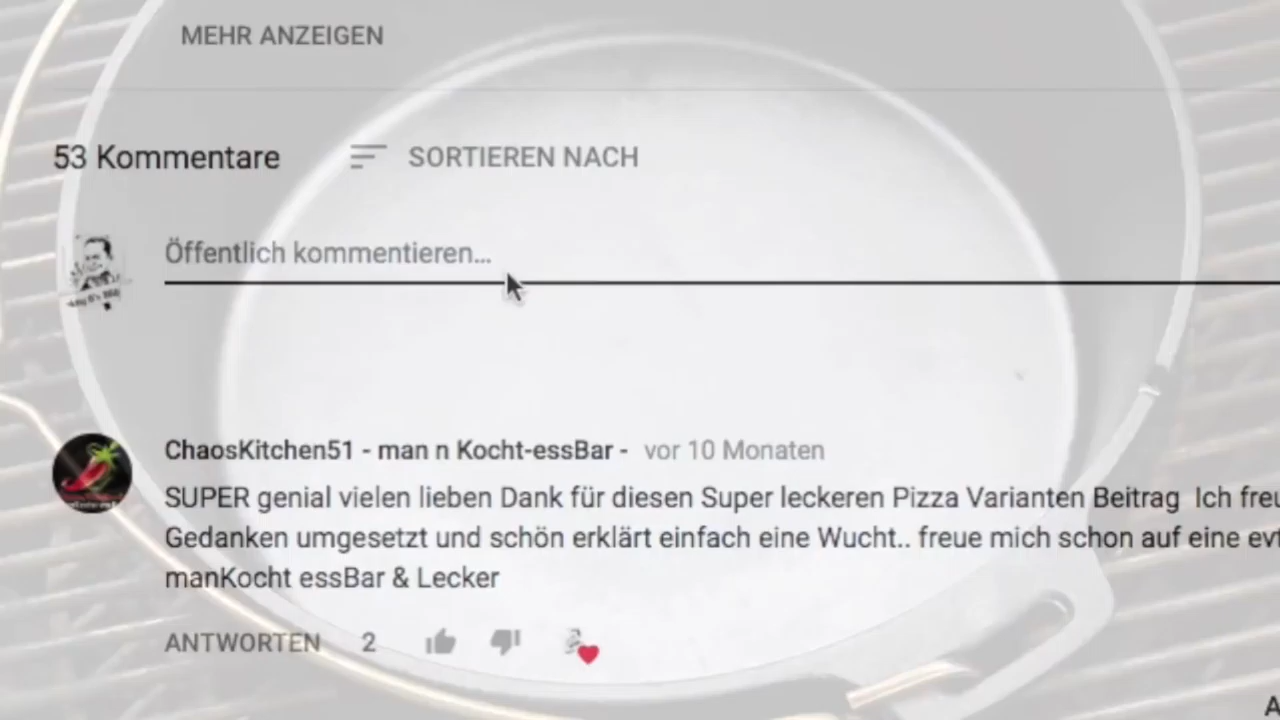 MEHR ANZEIGEN
53 Kommentare SORTIEREN NACH
Öffentlich kommentieren...
ChaosKitchen51 - man n Kocht-essBar - vor 10 Monaten
SUPER genial vielen lieben Dank für diesen Super leckeren Pizza Varianten Beitrag Ich freu
Gedanken umgesetzt und schön erklärt einfach eine Wucht.. freue mich schon auf eine evt
manKocht essBar & Lecker
ANTWORTEN 2
A